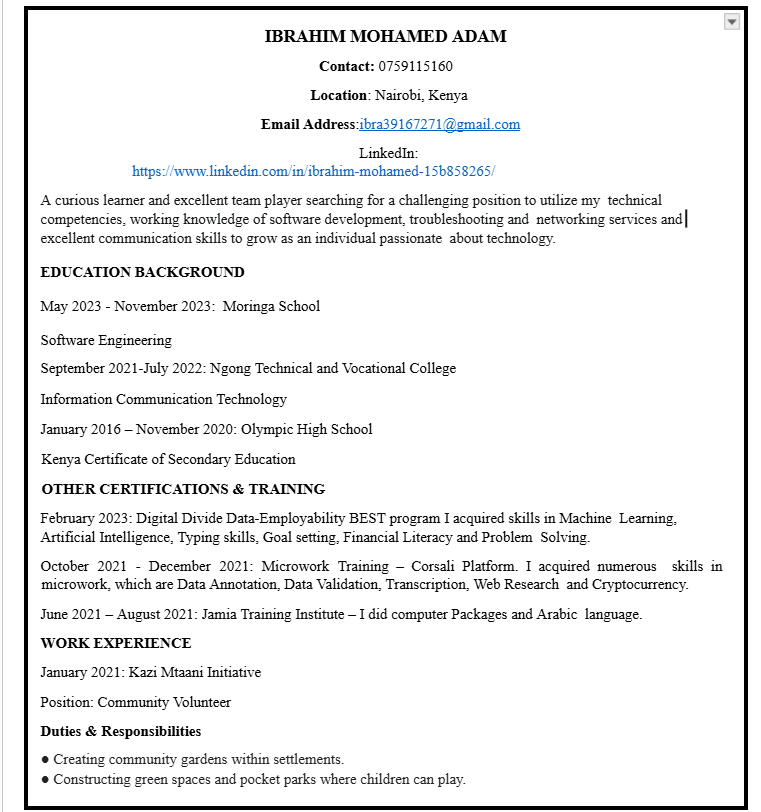 IBRAHIM MOHAMED ADAM
Contact: 0759115160
Location: Nairobi, Kenya
Email Address:ibra39167271@gmail.com
LinkedIn:
https://www.linkedin.com/in/ibrahim-mohamed-15b858265/
A curious learner and excellent team player searching for a challenging position to utilize my technical
competencies, working knowledge of software development, troubleshooting and networking services and
excellent communication skills to grow as an individual passionate about technology.
EDUCATION BACKGROUND
May 2023 - November 2023: Moringa School
Software Engineering
September 2021-July 2022: Ngong Technical and Vocational College
Information Communication Technology
January 2016 – November 2020: Olympic High School
Kenya Certificate of Secondary Education
OTHER CERTIFICATIONS & TRAINING
February 2023: Digital Divide Data-Employability BEST program I acquired skills in Machine Learning,
Artificial Intelligence, Typing skills, Goal setting, Financial Literacy and Problem Solving.
October 2021 - December 2021: Microwork Training – Corsali Platform. I acquired numerous skills in
microwork, which are Data Annotation, Data Validation, Transcription, Web Research and Cryptocurrency.
June 2021 – August 2021: Jamia Training Institute – I did computer Packages and Arabic language.
WORK EXPERIENCE
January 2021: Kazi Mtaani Initiative
Position: Community Volunteer
Duties & Responsibilities
● Creating community gardens within settlements.
● Constructing green spaces and pocket parks where children can play.